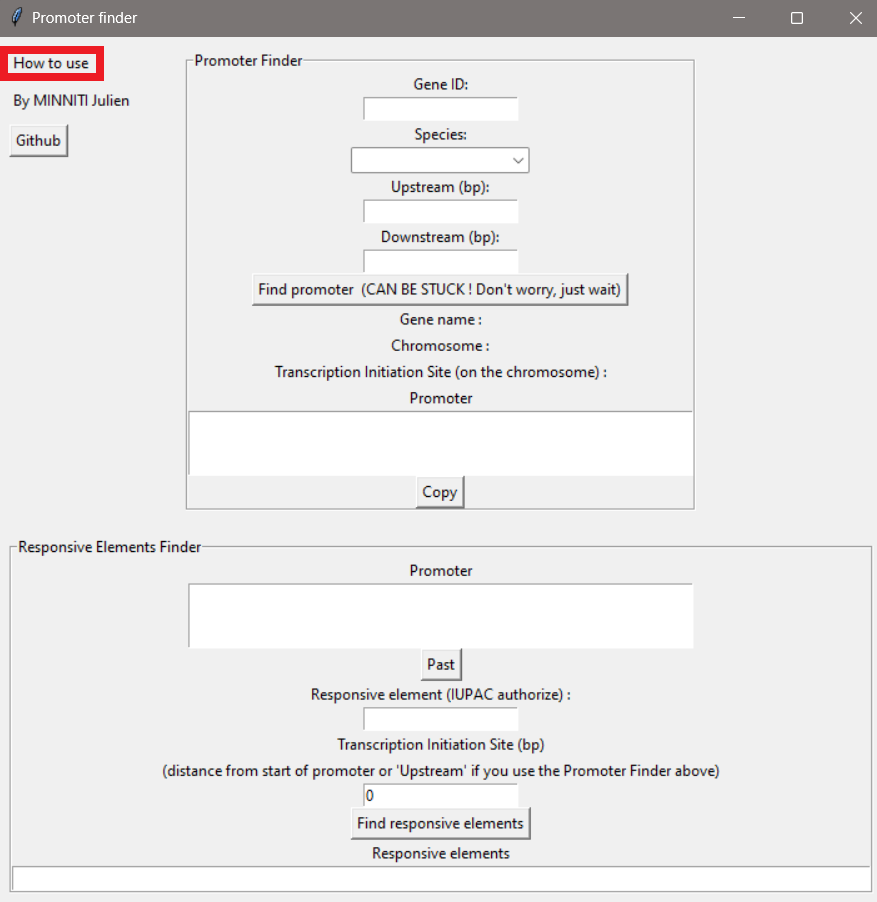 Promoter finder
How to use
By MINNITI Julien
Github
Promoter Finder
Gene ID:
Species:
Upstream (bp):
Downstream (bp):
Find promoter  (CAN BE STUCK ! Don't worry, just wait)
Gene name :
Chromosome :
Transcription Initiation Site (on the chromosome) :
Promoter
Copy
Responsive Elements Finder
Promoter
Past
Responsive element (IUPAC authorize) :
Transcription Initiation Site (bp)
(distance from start of promoter or 'Upstream' if you use the Promoter Finder above)
0
Find responsive elements
Responsive elements